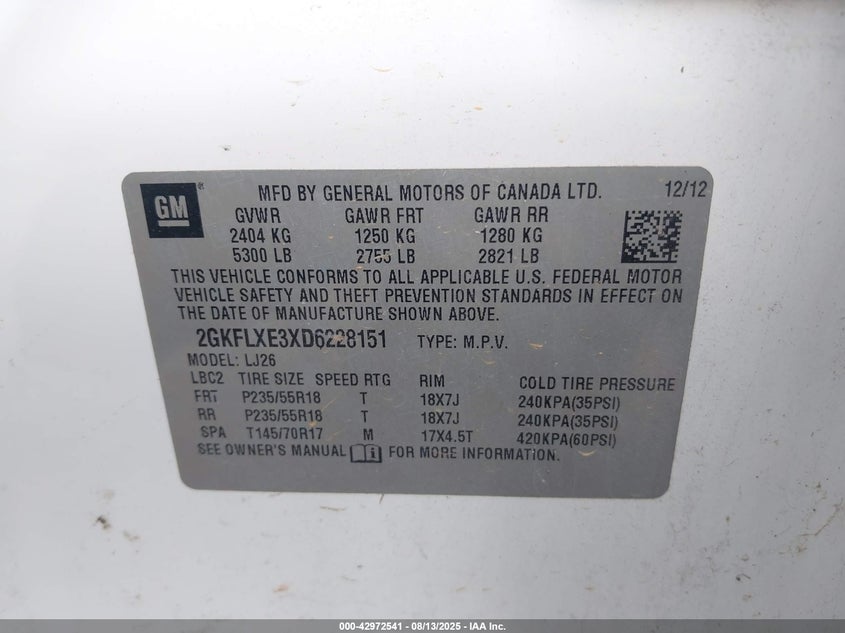 GM ®
MFD BY GENERAL MOTORS OF CANADA LTD. 12/12
GVWR GAWR FRT GAWR RR
2404 KG 1250 KG 1280 KG
5300 LB 2755 LB 2821 LB
THIS VEHICLE CONFORMS TO ALL APPLICABLE U.S. FEDERAL MOTOR
VEHICLE SAFETY AND THEFT PREVENTION STANDARDS IN EFFECT ON
THE DATE OF MANUFACTURE SHOWN ABOVE.
2GKFLXE3XD6228151 TYPE: M.P.V.
MODEL: LJ26
LBC2 TIRE SIZE SPEED RTG RIM COLD TIRE PRESSURE
FRT P235/55R18 T 18X7J 240KPA(35PSI)
RR P235/55R18 T 18X7J 240KPA(35PSI)
SPA T145/70R17 M 17X4.5T 420KPA(60PSI)
SEE OWNER'S MANUAL FOR MORE INFORMATION.
000-42972541 - 08/13/2025 - IAA Inc.